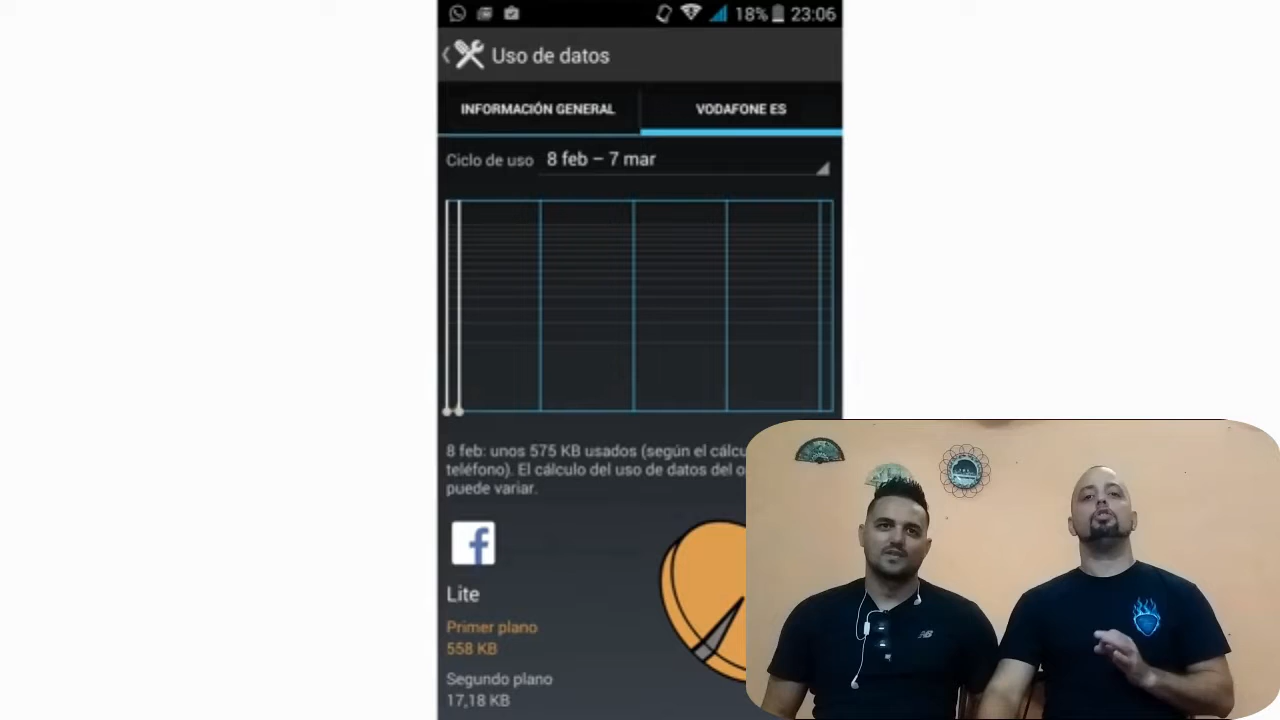 18% 23:06
Uso de datos
INFORMACIÓN GENERAL
VODAFONE ES
Ciclo de uso 8 feb – 7 mar
8 feb: unos 575 KB usados (según el
teléfono). El cálculo del uso de datos del
puede variar.
Lite
Primer plano
558 KB
Segundo plano
17,18 KB